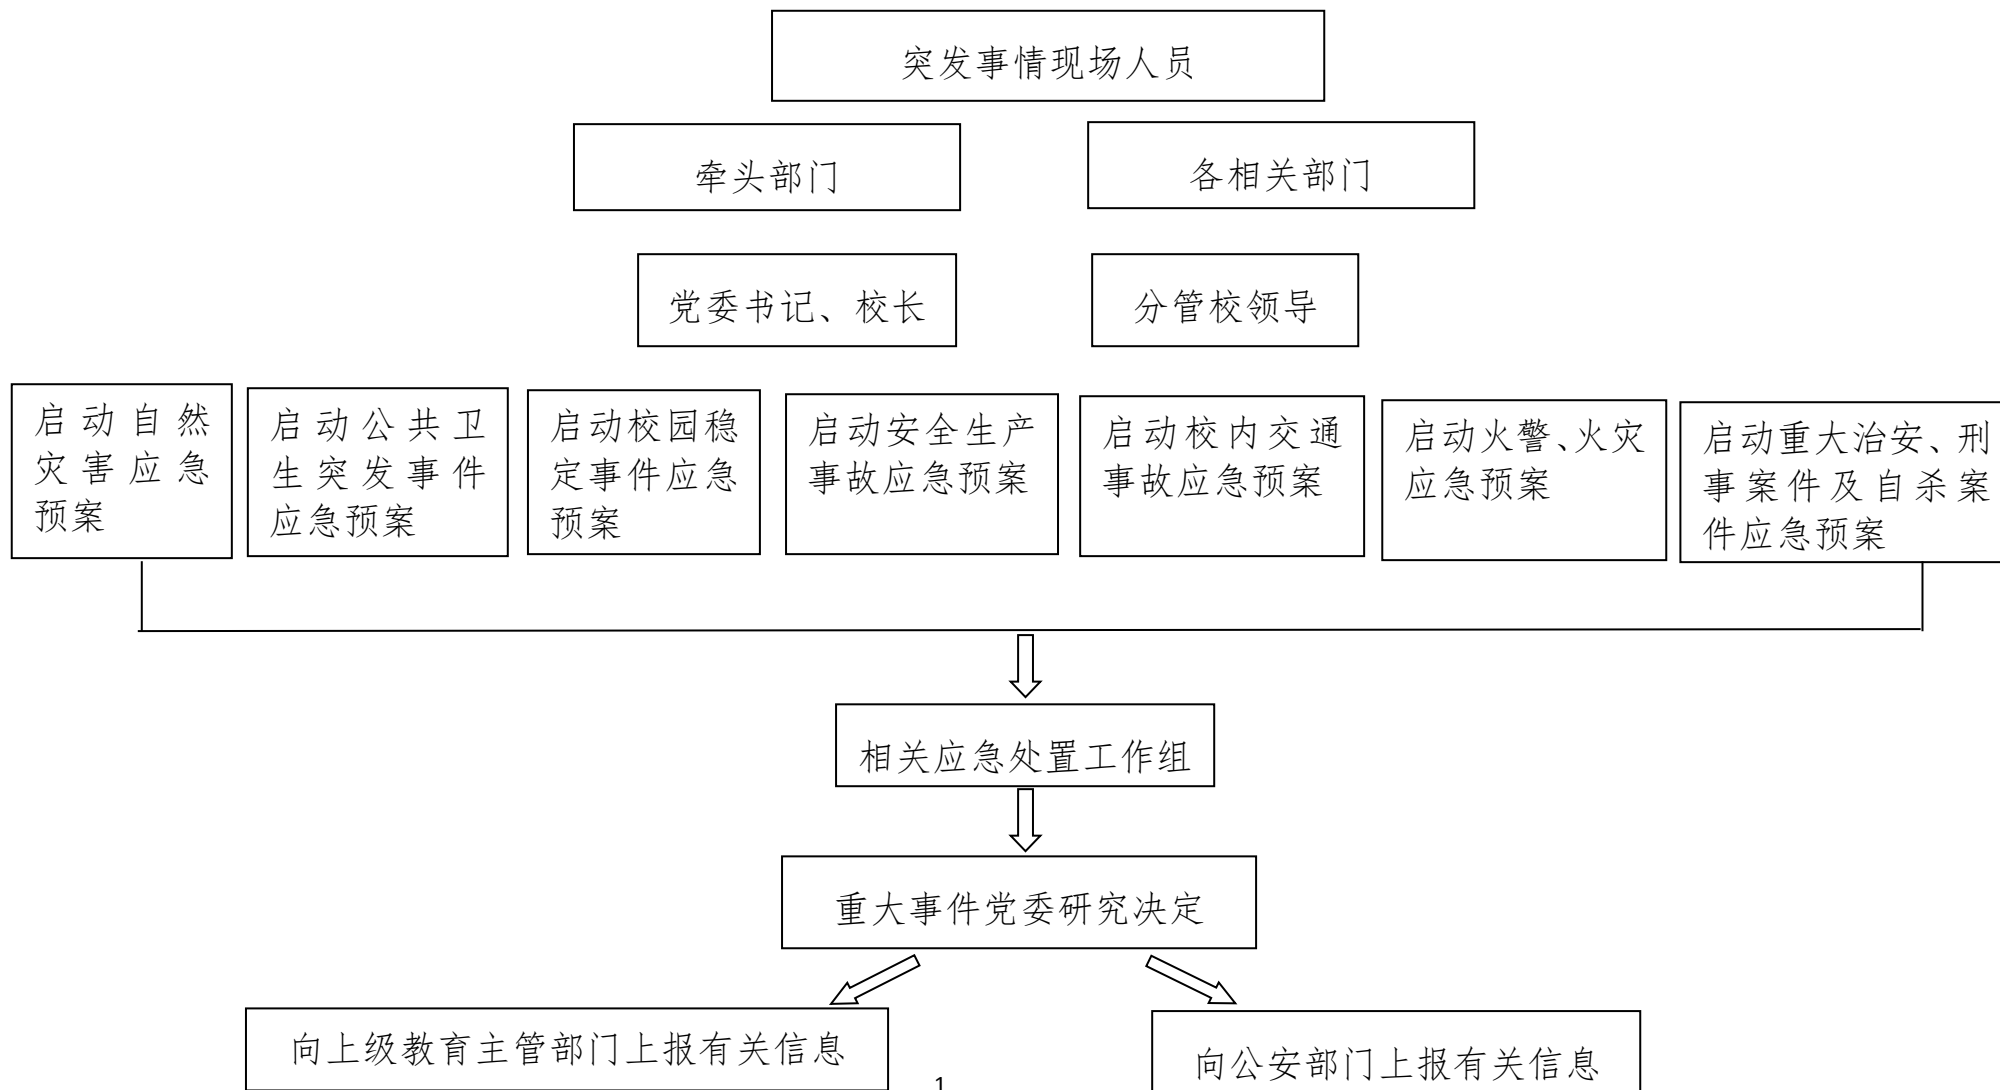 突发事情现场人员
牵头部门
各相关部门
党委书记、校长
分管校领导
启动自然
灾害应急
预案
启动公共卫
生突发事件
应急预案
启动校园稳
定事件应急
预案
启动安全生产
事故应急预案
启动校内交通
事故应急预案
启动火警、火灾
应急预案
启动重大治安、刑
事案件及自杀案
件应急预案
相关应急处置工作组
重大事件党委研究决定
向上级教育主管部门上报有关信息
向公安部门上报有关信息
1